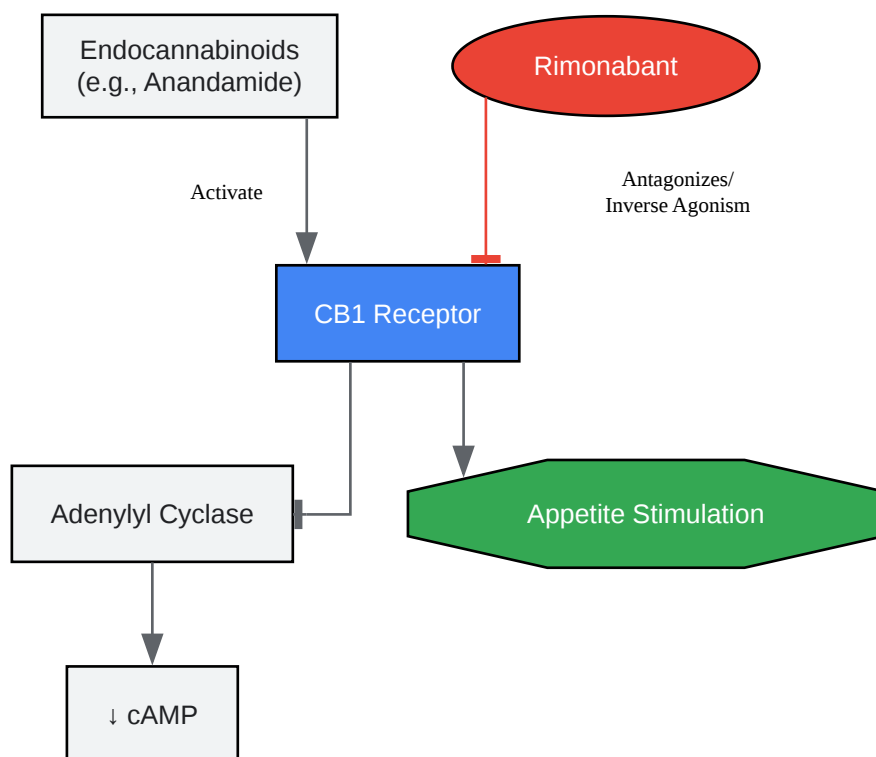 Endocannabinoids
(e.g., Anandamide)
Rimonabant
Activate
Antagonizes/
Inverse Agonism
CB1 Receptor
Adenylyl Cyclase
Appetite Stimulation
↓ cAMP